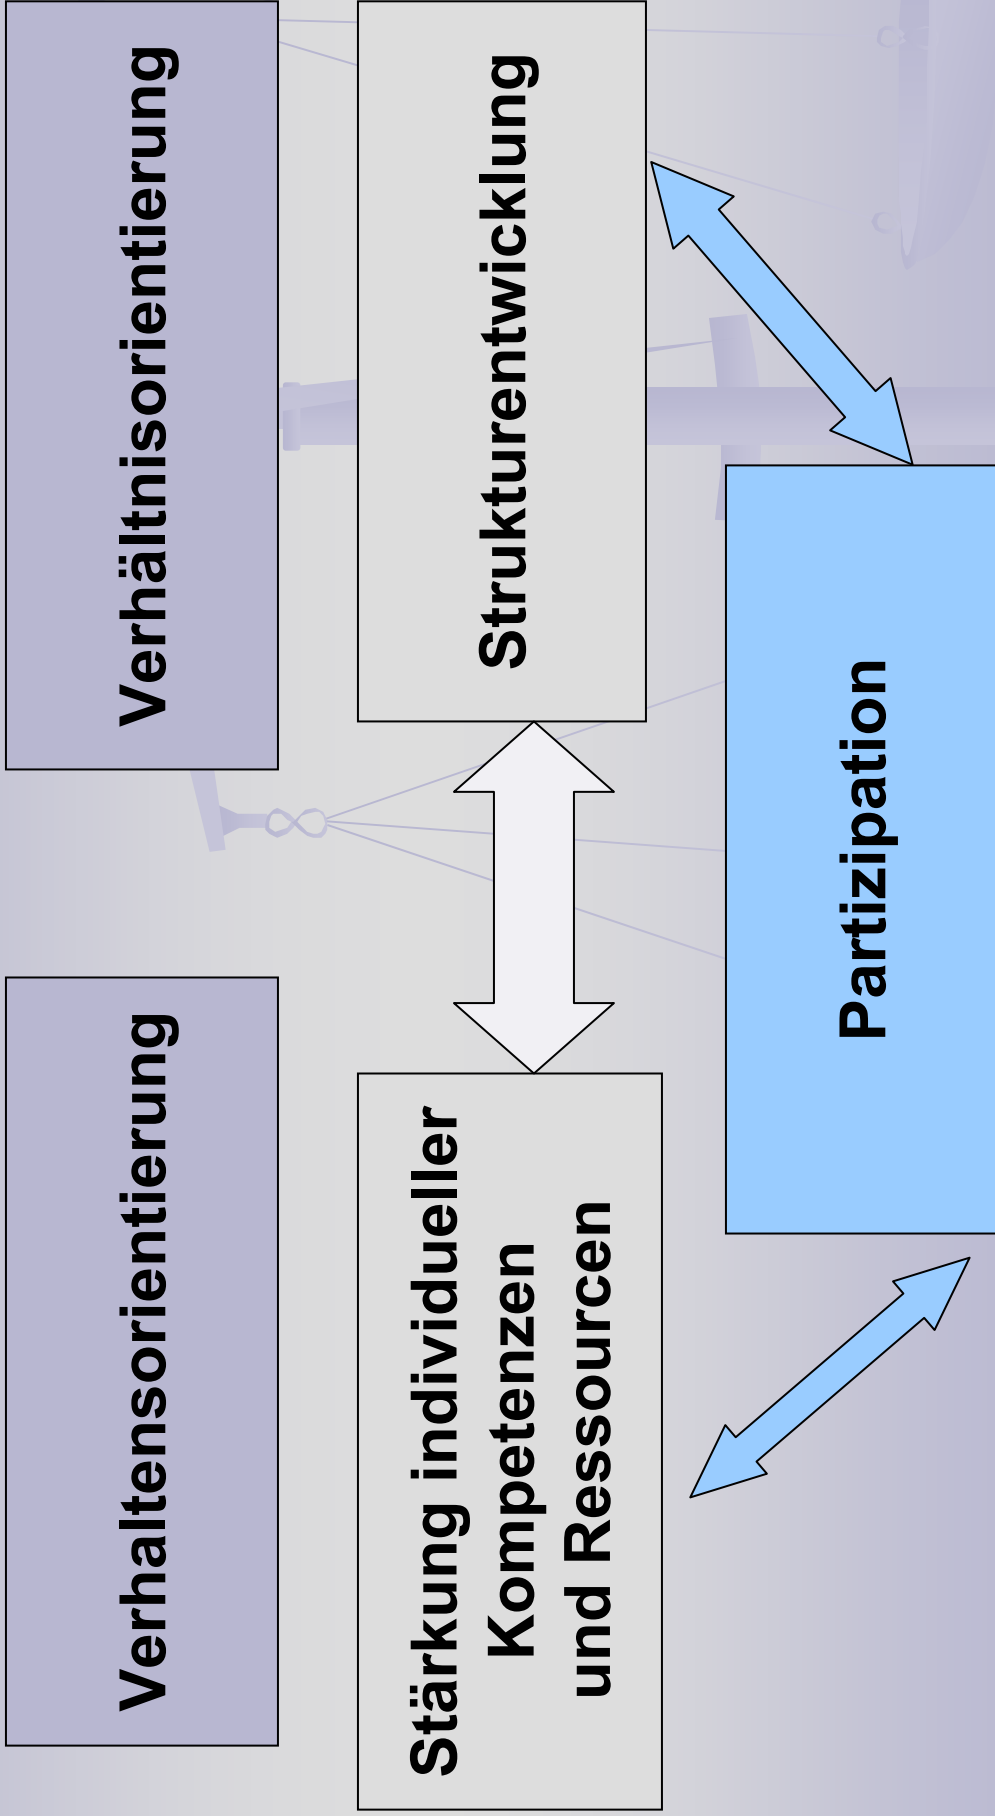 Verhaltensorientierung
Verhältnisorientierung
Stärkung individueller
Kompetenzen
und Ressourcen
Strukturentwicklung
Partizipation